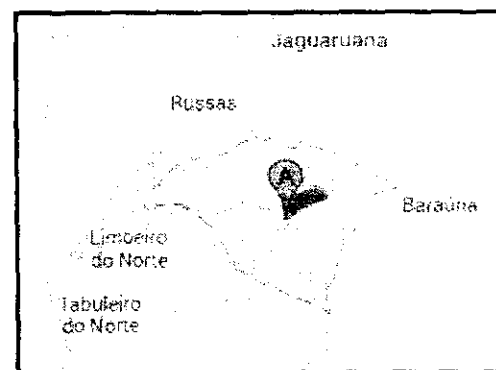 Jaguaruana
Russas
A
Baraúna
Limoeiro
do Norte
Tabuleiro
do Norte